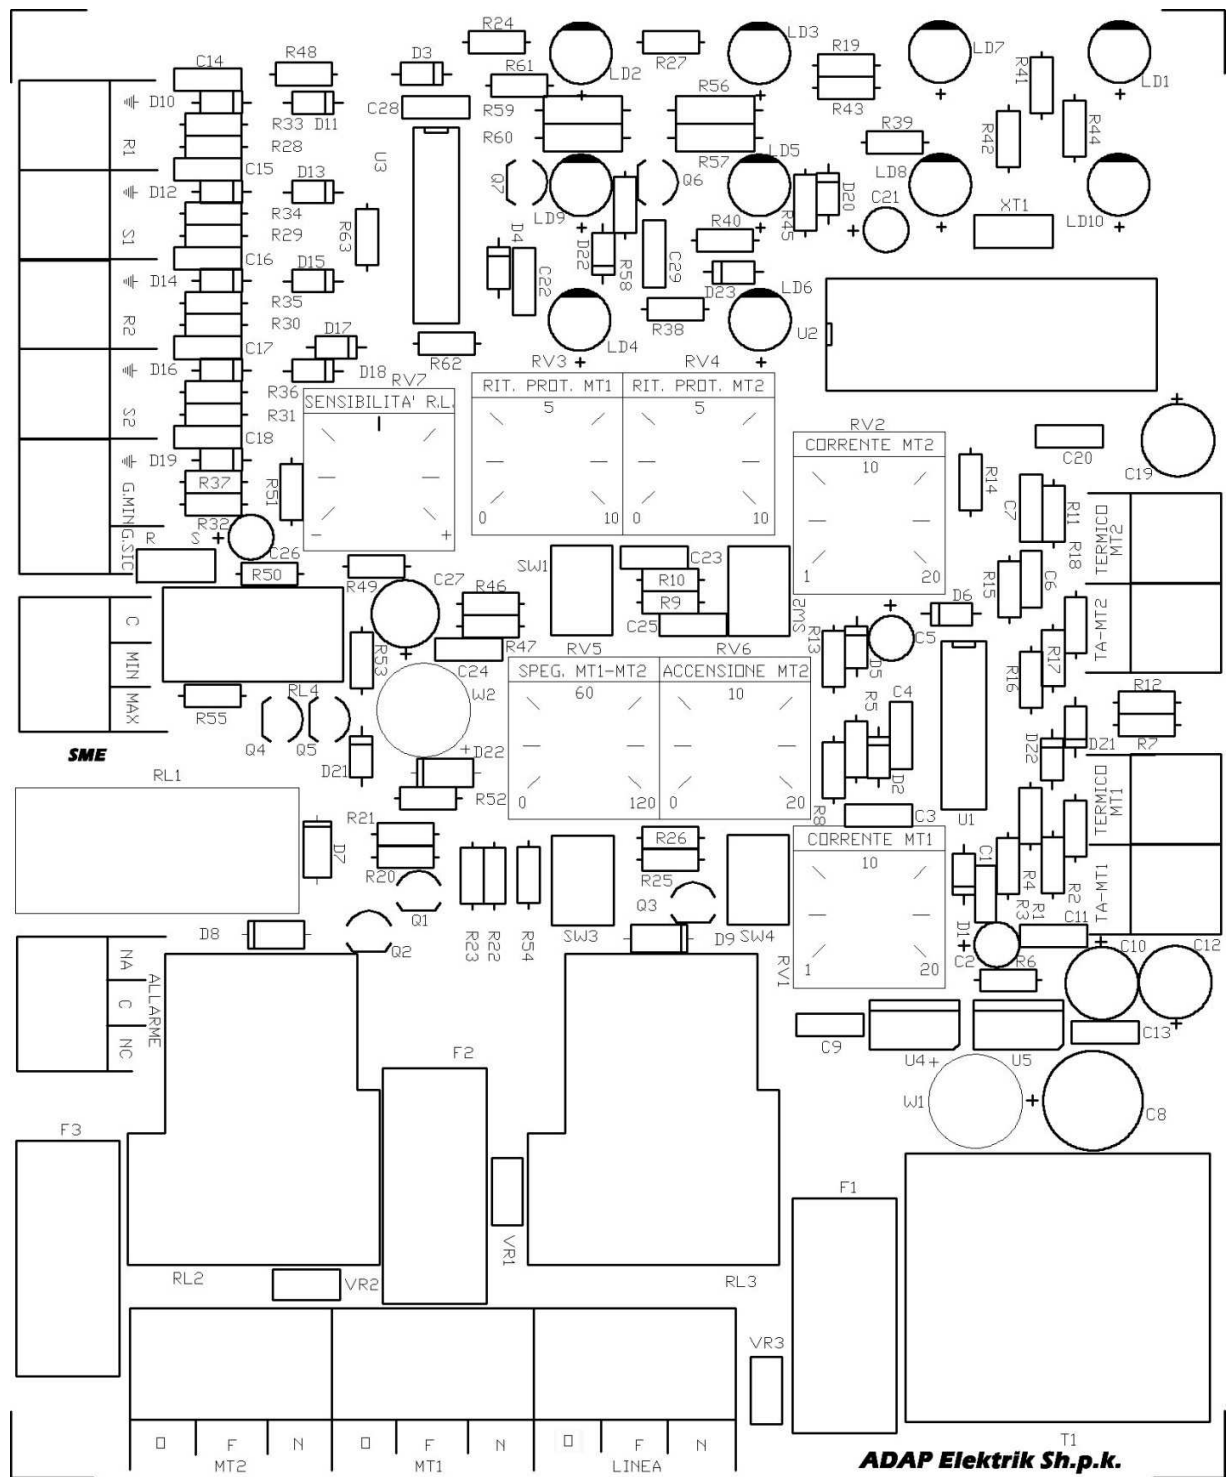 R24
LD3
R48
C14
D3
R61
LD2
R27
R19
LD7
R41
LD1
D10
D11
C28
R59
R56
R43
R33
R60
R57
R39
R42
R44
R1
R28
U3
C15
D13
Q7
LD5
Q6
LD8
C21
D12
D20
LD9
R45
XT1
LD10
R34
R63
D4
R40
S1
R29
C16
D15
D22
R58
C29
C22
D23
LD6
D14
R35
R38
U2
R2
R30
LD4
C17
D17
R62
D16
D18
RV7
RV3
RV4
R36
SENSIBILITA' R.L.
RIT. PROT. MT1
RIT. PROT. MT2
5
5
S2
R31
RV2
C18
CORRENTE MT2
C20
C19
10
D19
R14
R37
R51
C7
R11
G.MIN
G.SIC
R32
-
+
0
10
0
10
R18
TERMICO
MT2
R
S
C26
SW1
C23
R50
R49
C27
R46
R10
1
20
R15
C6
R9
SW2
D6
C
C25
C5
R47
RV5
RV6
R13
R53
C24
SPEG. MT1-MT2
ACCENSIONE MT2
D5
R17
TA-MT2
MIN
60
10
R16
R55
RL4
W2
C4
R12
MAX
R5
Q4
Q5
DZ1
R7
SME
D21
D22
D2
DZ2
RL1
R52
0
120
0
20
R8
C3
U1
TERMICO
MT1
R21
R26
CORRENTE MT1
D7
10
C1
R20
R25
R4
R2
TA-MT1
Q1
Q3
R3
R1
D8
Q2
R23
R22
R54
SW3
D9
SW4
D1
C11
C10
C12
NA
RV1
1
20
C2
R6
C
ALLARME
NC
C9
U4
U5
C13
F2
W1
C8
F3
F1
VR1
RL2
VR2
RL3
VR3
F
N
F
N
F
N
MT2
MT1
LINEA
T1
ADAP Elektrik Sh.p.k.